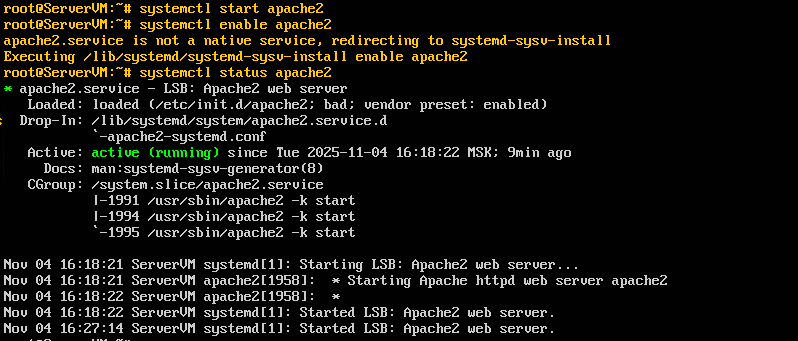 root@ServerVM:~# systemctl start apache2
root@ServerVM:~# systemctl enable apache2
apache2.service is not a native service, redirecting to systemd-sysv-install
Executing /lib/systemd/systemd-sysv-install enable apache2
root@ServerVM:~# systemctl status apache2
* apache2.service - LSB: Apache2 web server
   Loaded: loaded (/etc/init.d/apache2; bad; vendor preset: enabled)
  Drop-In: /lib/systemd/system/apache2.service.d
           `-apache2-systemd.conf
   Active: active (running) since Tue 2025-11-04 16:18:22 MSK; 9min ago
     Docs: man:systemd-sysv-generator(8)
   CGroup: /system.slice/apache2.service
           |-1991 /usr/sbin/apache2 -k start
           |-1994 /usr/sbin/apache2 -k start
           `-1995 /usr/sbin/apache2 -k start
Nov 04 16:18:21 ServerVM systemd[1]: Starting LSB: Apache2 web server...
Nov 04 16:18:21 ServerVM apache2[1958]:  * Starting Apache httpd web server apache2
Nov 04 16:18:22 ServerVM apache2[1958]:  *
Nov 04 16:18:22 ServerVM systemd[1]: Started LSB: Apache2 web server.
Nov 04 16:27:14 ServerVM systemd[1]: Started LSB: Apache2 web server.